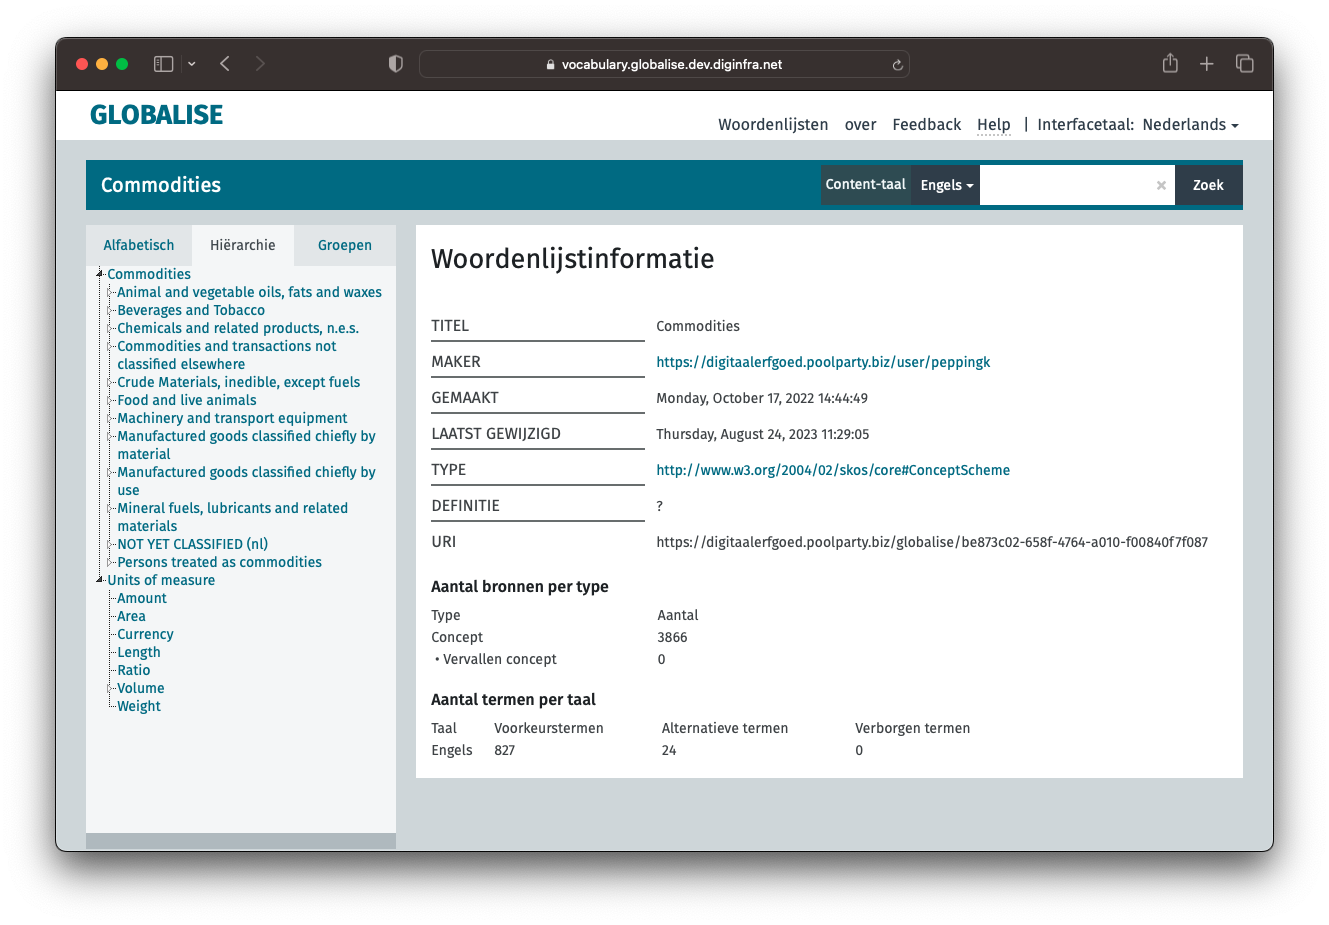 vocabulary.globalise.dev.diginfra.net
GLOBALISE
Woordenlijsten over Feedback Help | Interfacetaal: Nederlands
Commodities
Content-taal Engels Zoek
Alfabetisch Hiërarchie Groepen
Commodities
Animal and vegetable oils, fats and waxes
Beverages and Tobacco
Chemicals and related products, n.e.s.
Commodities and transactions not
classified elsewhere
Crude Materials, inedible, except fuels
Food and live animals
Machinery and transport equipment
Manufactured goods classified chiefly by
material
Manufactured goods classified chiefly by
use
Mineral fuels, lubricants and related
materials
NOT YET CLASSIFIED (nl)
Persons treated as commodities
Units of measure
Amount
Area
Currency
Length
Ratio
Volume
Weight
Woordenlijstinformatie
TITEL Commodities
MAKER https://digitaalerfgoed.poolparty.biz/user/peppingk
GEMAAKT Monday, October 17, 2022 14:44:49
LAATST GEWIJZIGD Thursday, August 24, 2023 11:29:05
TYPE http://www.w3.org/2004/02/skos/core#ConceptScheme
DEFINITIE ?
URI https://digitaalerfgoed.poolparty.biz/globalise/be873c02-658f-4764-a010-f00840f7f087
Aantal bronnen per type
Type Aantal
Concept 3866
• Vervallen concept 0
Aantal termen per taal
Taal Voorkeurstermen Alternatieve termen Verborgen termen
Engels 827 24 0